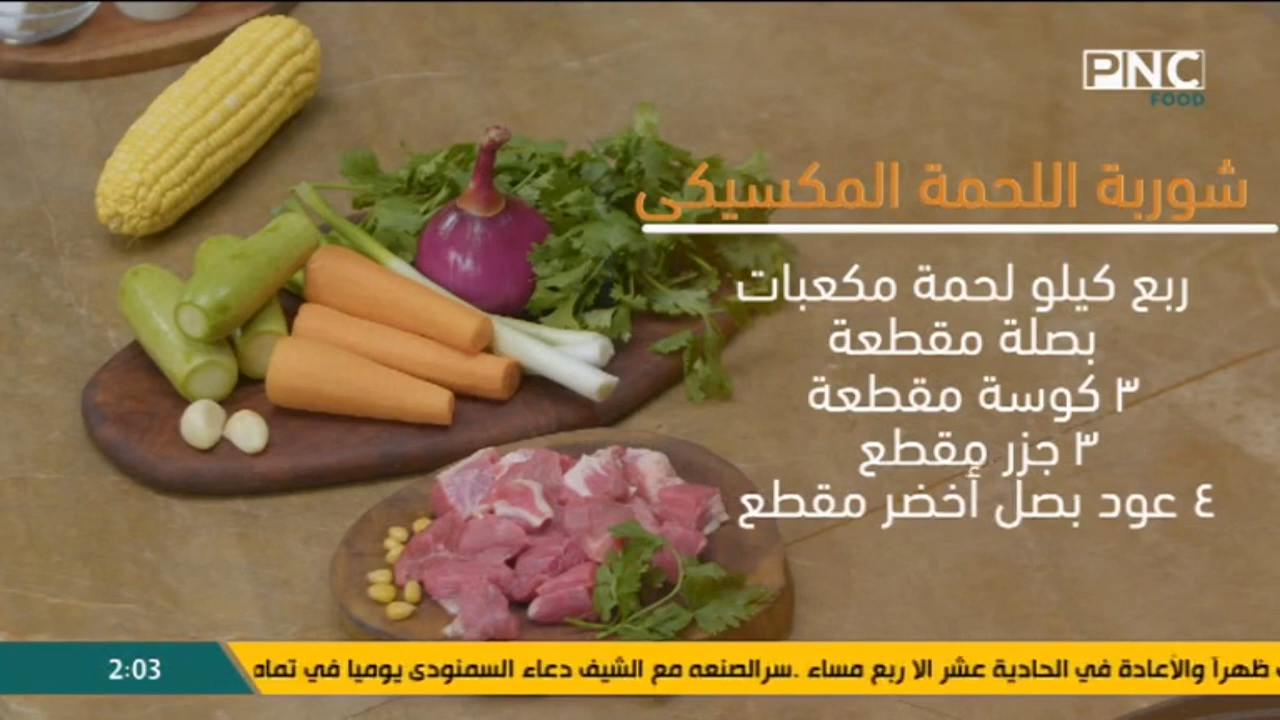 PNC
FOOD
شوربة اللحمة المكسيكى
ربع كيلو لحمة مكعبات
بصلة مقطعة
٣ كوسة مقطعة
٣ جزر مقطع
٤ عود بصل أخضر مقطع
ظهرآ والأعادة في الحادية عشر الا ربع مساء .سرالصنعه مع الشيف دعاء السمنودى يوميا في
2:03